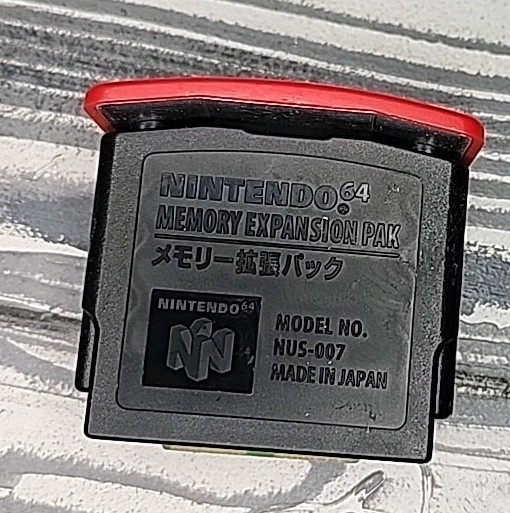 NINTENDO64
MEMORY EXPANSION PAK
メモリー拡張パック
NINTENDO64
N
MODEL NO.
NUS-007
MADE IN JAPAN